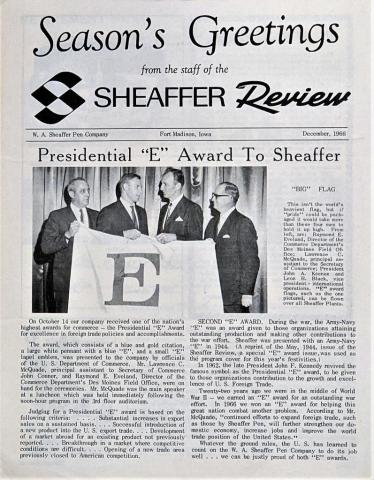 Season's Greetings
from the staff of the
SHEAFFER Review
W. A. Sheaffer Pen Company
Fort Madison, Iowa
December, 1966
Presidential "E" Award To Sheaffer
E
"BIG" FLAG
This isn't the world's
heaviest flag, but if
"pride" could be pack-
aged it would take more
than these four men to
hold it up high. From
left, are: Raymond E.
Eveland, Director of the
Commerce Department's
Des Moines Field Of-
fice; Lawrence C.
McQuade, principal as-
sistant to the Secretary
of Commerce; President
John A. Keenan and
Leon H. Black, vice
president - international
operations. "E" award
flags, such as the one
pictured, can be flown
over all Sheaffer Plants.
On October 14 our company received one of the nation's
highest awards for commerce — the Presidential "E" Award
for excellence in foreign trade policies and accomplishments.
The award, which consists of a blue and gold citation,
a large white pennant with a blue "E", and a small "E"
lapel emblem, was presented to the company by officials
of the U. S. Department of Commerce. Mr. Lawrence C.
McQuade, principal assistant to Secretary of Commerce
John Connor, and Raymond E. Eveland, Director of the
Commerce Department's Des Moines Field Office, were on
hand for the ceremonies. Mr. McQuade was the main speaker
at a luncheon which was held immediately following the
noon-hour program in the 3rd floor auditorium.
Judging for a Presidential "E" award is based on the
following criteria: . . . . Substantial increases in export
sales on a sustained basis. . . . Successful introduction of
a new product into the U. S. export trade. . . . Development
of a market abroad for an existing product not previously
exported. . . . Breakthrough in a market where competitive
conditions are difficult. . . . Opening of a new trade area
previously closed to American competition.
SECOND "E" AWARD. During the war, the Army-Navy
"E" was an award given to those organizations attaining
outstanding production and making other contributions to
the war effort. Sheaffer was presented with an Army-Navy
"E" in 1944. (A reprint of the May, 1944, issue of the
Sheaffer Review, a special "E" award issue, was used as
the program cover for this year's festivities.)
In 1962, the late President John F. Kennedy revived the
famous symbol as the Presidential "E" award, to be given
to those organizations contributing to the growth and excel-
lence of U. S. Foreign Trade.
Twenty-two years ago we were in the middle of World
War II — we earned an "E" award for an outstanding war
effort. In 1966 we won an "E" award for helping this
great nation combat another problem. According to Mr.
McQuade, "continued efforts to expand foreign trade, such
as those by Sheaffer Pen, will further strengthen our do-
mestic economy, increase jobs and improve the world
trade position of the United States."
Whatever the ground rules, the U. S. has learned to
count on the W. A. Sheaffer Pen Company to do its job
well . . . we can be justly proud of both "E" awards.